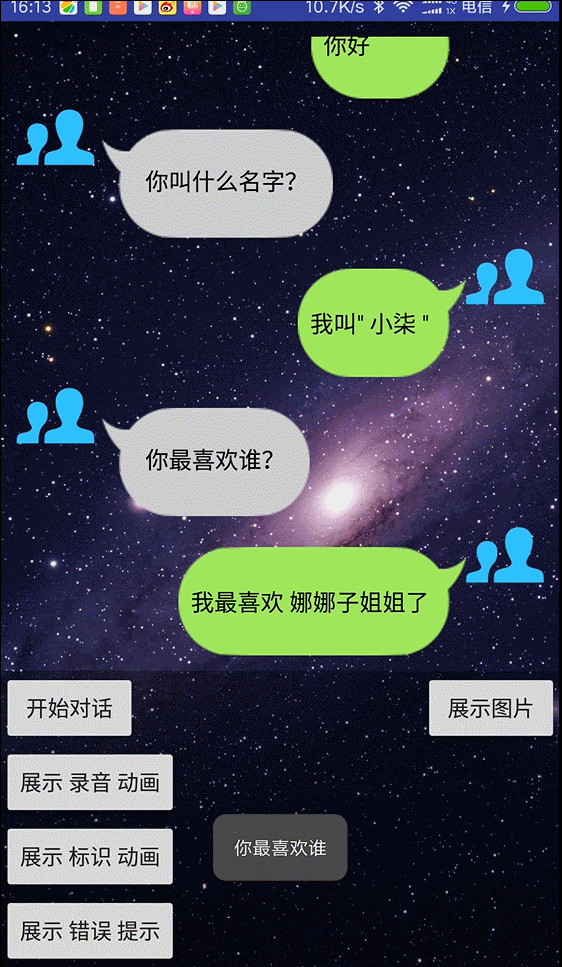 16:13 10.7K/s 4G 1X 电信
你好
你叫什么名字？
我叫" 小柒 "
你最喜欢谁？
我最喜欢 娜娜子姐姐了
开始对话 展示图片
展示 录音 动画
展示 标识 动画
你最喜欢谁
展示 错误 提示